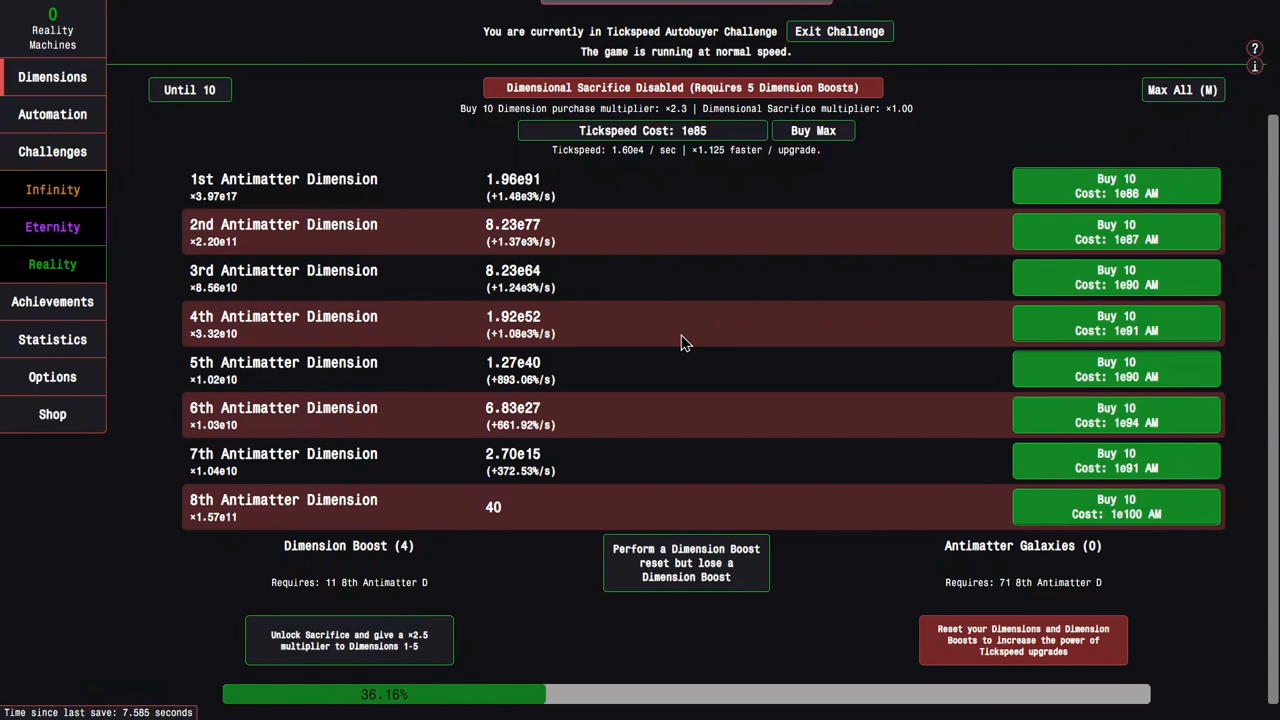 0
Reality
Machines
Dimensions
Automation
Challenges
Infinity
Eternity
Reality
Achievements
Statistics
Options
Shop
You are currently in Tickspeed Autobuyer Challenge
Exit Challenge
The game is running at normal speed.
?
i
Until 10
Dimensional Sacrifice Disabled (Requires 5 Dimension Boosts)
Max All (M)
Buy 10 Dimension purchase multiplier: ×2.3 | Dimensional Sacrifice multiplier: ×1.00
Tickspeed Cost: 1e85
Buy Max
Tickspeed: 1.60e4 / sec | ×1.125 faster / upgrade.
1st Antimatter Dimension
×3.97e17
1.96e91
(+1.48e3%/s)
Buy 10
Cost: 1e86 AM
2nd Antimatter Dimension
×2.20e11
8.23e77
(+1.37e3%/s)
Buy 10
Cost: 1e87 AM
3rd Antimatter Dimension
×8.56e10
8.23e64
(+1.24e3%/s)
Buy 10
Cost: 1e90 AM
4th Antimatter Dimension
×3.32e10
1.92e52
(+1.08e3%/s)
Buy 10
Cost: 1e91 AM
5th Antimatter Dimension
×1.02e10
1.27e40
(+893.06%/s)
Buy 10
Cost: 1e90 AM
6th Antimatter Dimension
×1.03e10
6.83e27
(+661.92%/s)
Buy 10
Cost: 1e94 AM
7th Antimatter Dimension
×1.04e10
2.70e15
(+372.53%/s)
Buy 10
Cost: 1e91 AM
8th Antimatter Dimension
×1.57e11
40
Buy 10
Cost: 1e100 AM
Dimension Boost (4)
Requires: 11 8th Antimatter D
Unlock Sacrifice and give a ×2.5
multiplier to Dimensions 1-5
Perform a Dimension Boost
reset but lose a
Dimension Boost
Antimatter Galaxies (0)
Requires: 71 8th Antimatter D
Reset your Dimensions and Dimension
Boosts to increase the power of
Tickspeed upgrades
36.16%
Time since last save: 7.585 seconds